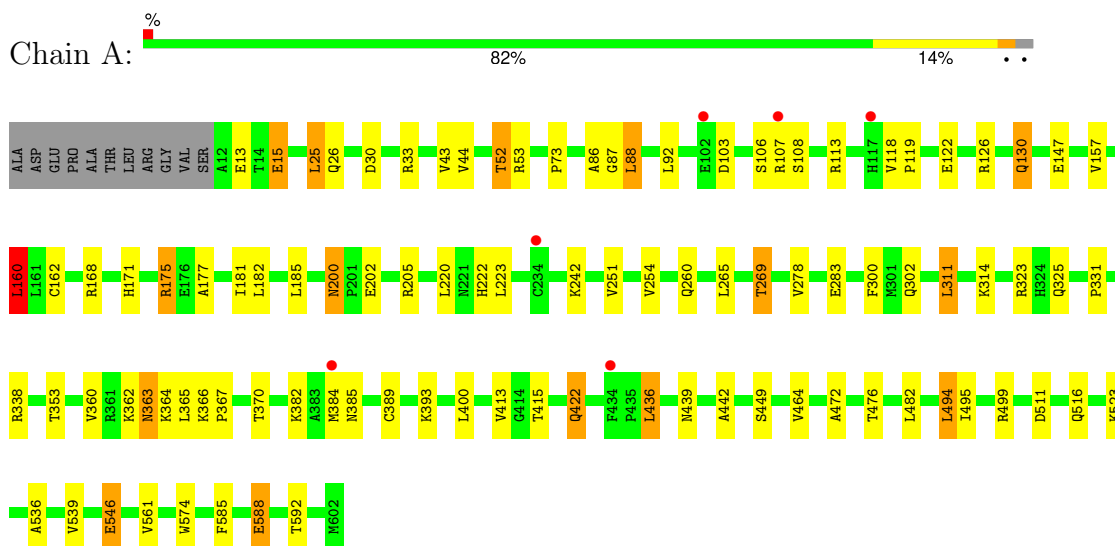 %
Chain A:
82% 14% • •
ALA ASP GLU PRO ALA THR LEU ARG GLY VAL SER A12 E13 T14 E15 L25 Q26 D30 R33 V43 V44 T52 R53 P73 A86 G87 L88 L92 E102 D103 S106 R107 S108 R113 H117 V118 P119 E122 R126 Q130 E147 V157
L160 L161 C162 R168 H171 R175 E176 A177 I181 L182 L185 N200 P201 E202 R205 L220 N221 H222 L223 C234 K242 V251 V254 Q260 L265 T269 V278 E283 F300 M301 Q302 L311 K314 R323 H324 Q325 P331
R338 T353 V360 R361 K362 N363 K364 L365 K366 P367 T370 K382 A383 M384 N385 C389 K393 L400 V413 G414 T415 Q422 F434 P435 L436 N439 A442 S449 V464 A472 T476 L482 L494 I495 R499 D511 Q516
A536 V539 E546 V561 W574 F585 E588 T592 M602